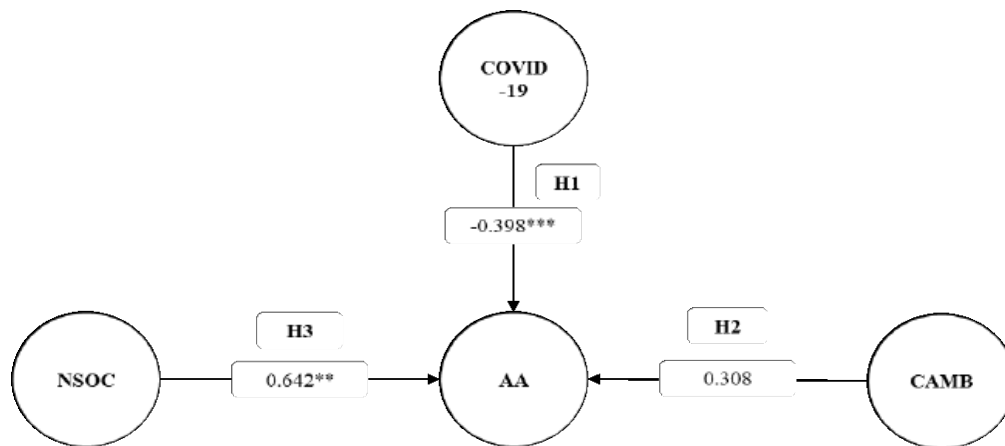 COVID
-19
H1
-0.398***
H3
H2
NSOC
0.642**
AA
0.308
CAMB